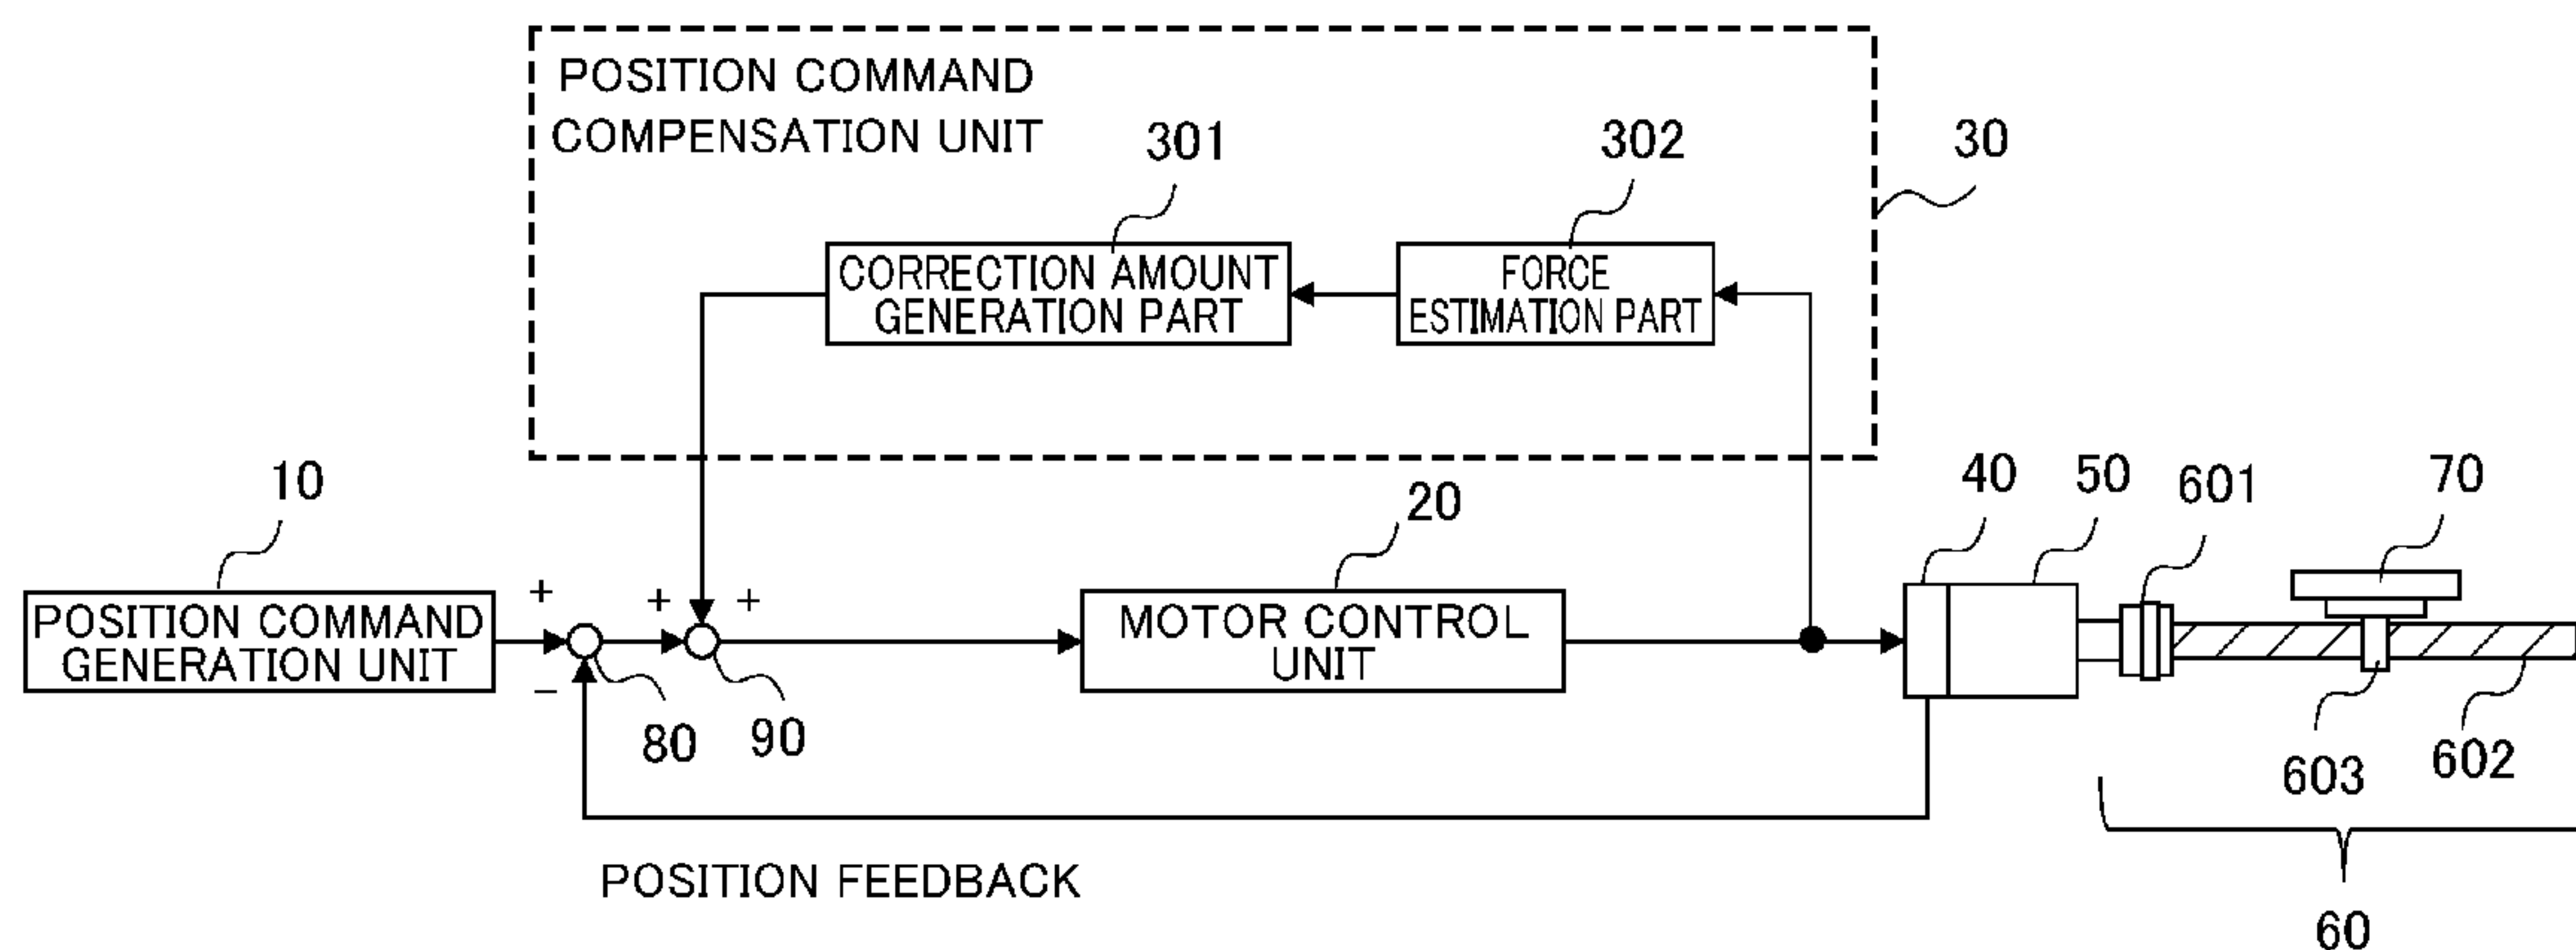 POSITION COMMAND
COMPENSATION UNIT
301
302
30
CORRECTION AMOUNT
GENERATION PART
FORCE
ESTIMATION PART
10
20
40
50
601
70
POSITION COMMAND
GENERATION UNIT
+
−
+
+
MOTOR CONTROL
UNIT
80
90
603
602
POSITION FEEDBACK
60